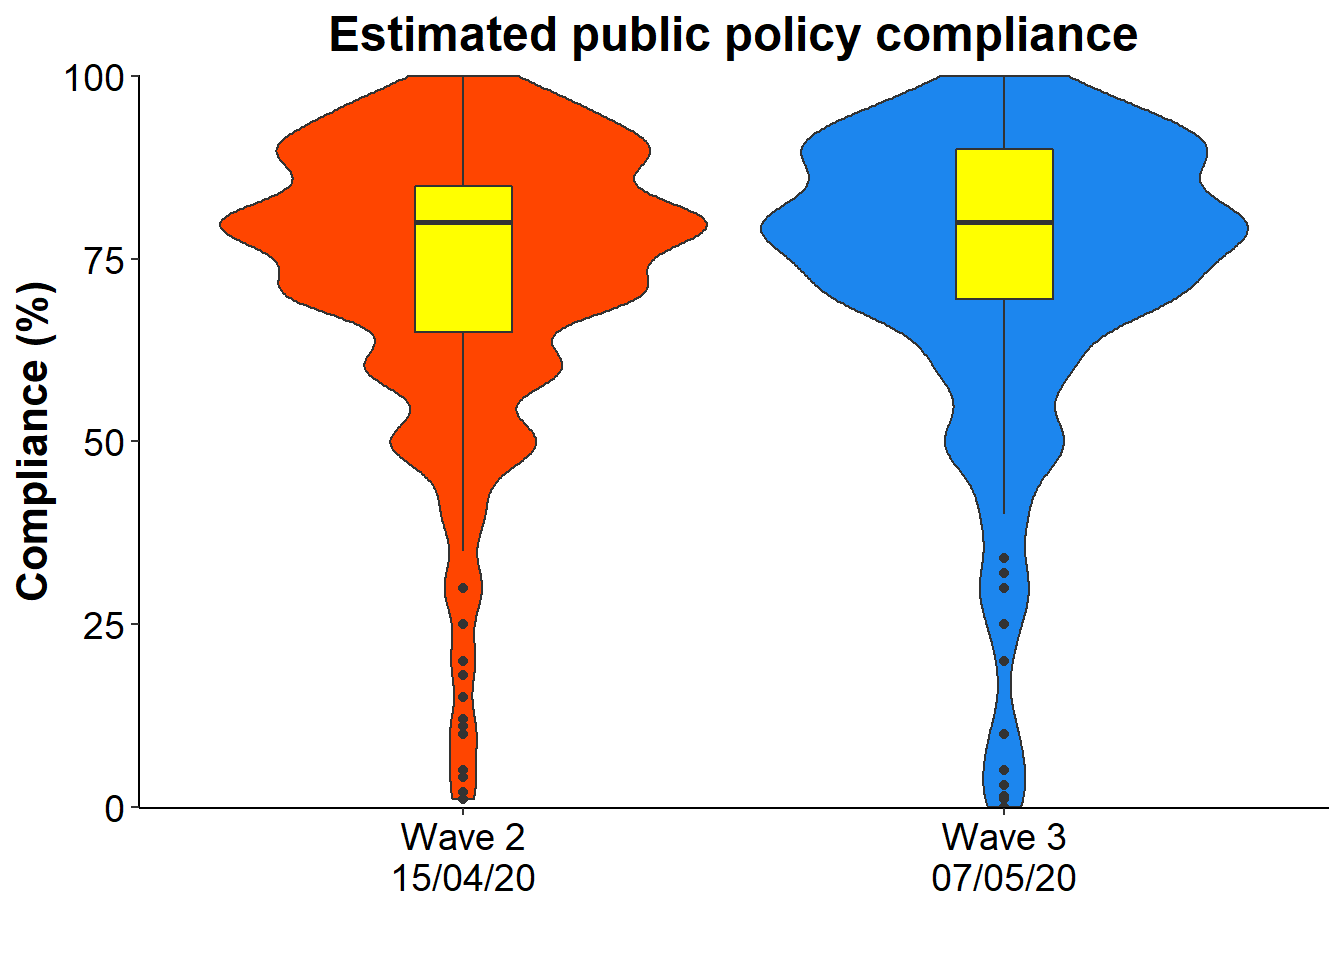 Estimated public policy compliance
Compliance (%)
100
75
50
25
0
Wave 2
15/04/20
Wave 3
07/05/20